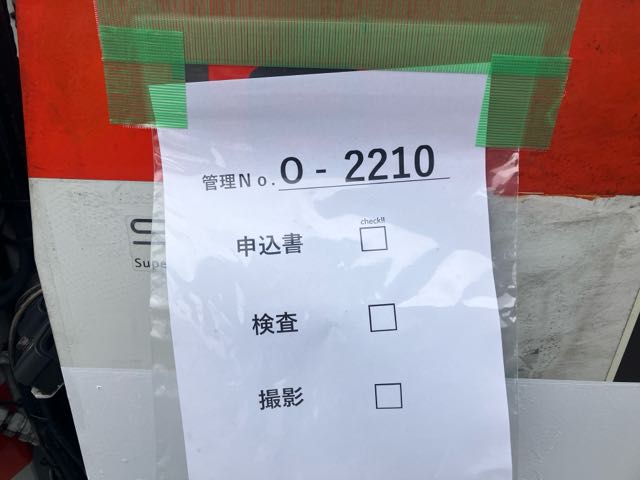 管理No. O - 2210
check!!
申込書 □
検査 □
撮影 □
Supe